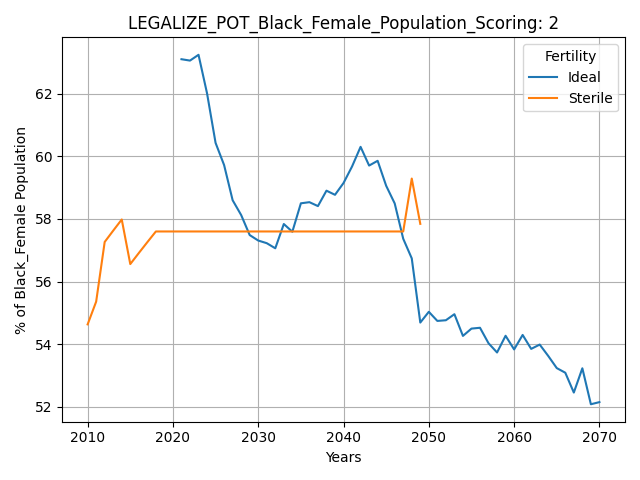 LEGALIZE_POT_Black_Female_Population_Scoring: 2
Fertility
Ideal
Sterile
% of Black_Female Population
62
60
58
56
54
52
2010 2020 2030 2040 2050 2060 2070
Years